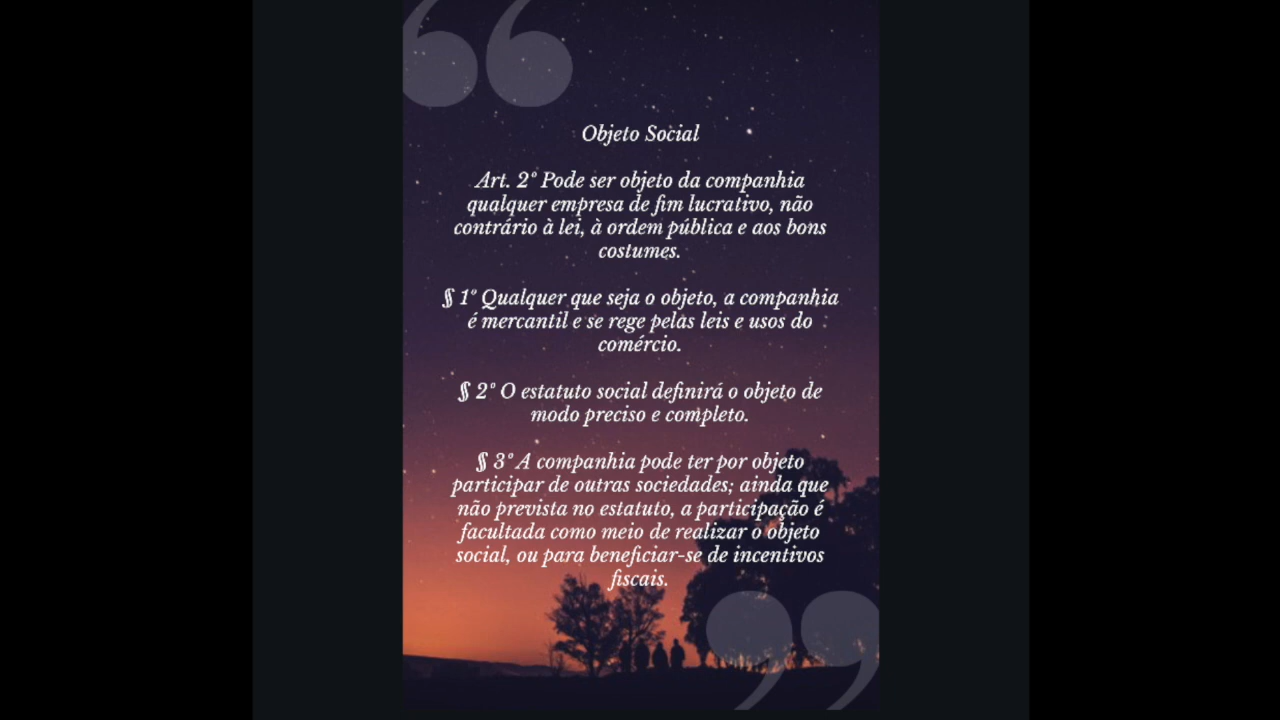 Objeto Social
Art. 2º Pode ser objeto da companhia
qualquer empresa de fim lucrativo, não
contrário à lei, à ordem pública e aos bons
costumes.
§ 1º Qualquer que seja o objeto, a companhia
é mercantil e se rege pelas leis e usos do
comércio.
§ 2º O estatuto social definirá o objeto de
modo preciso e completo.
§ 3º A companhia pode ter por objeto
participar de outras sociedades; ainda que
não prevista no estatuto, a participação é
facultada como meio de realizar o objeto
social, ou para beneficiar-se de incentivos
fiscais.